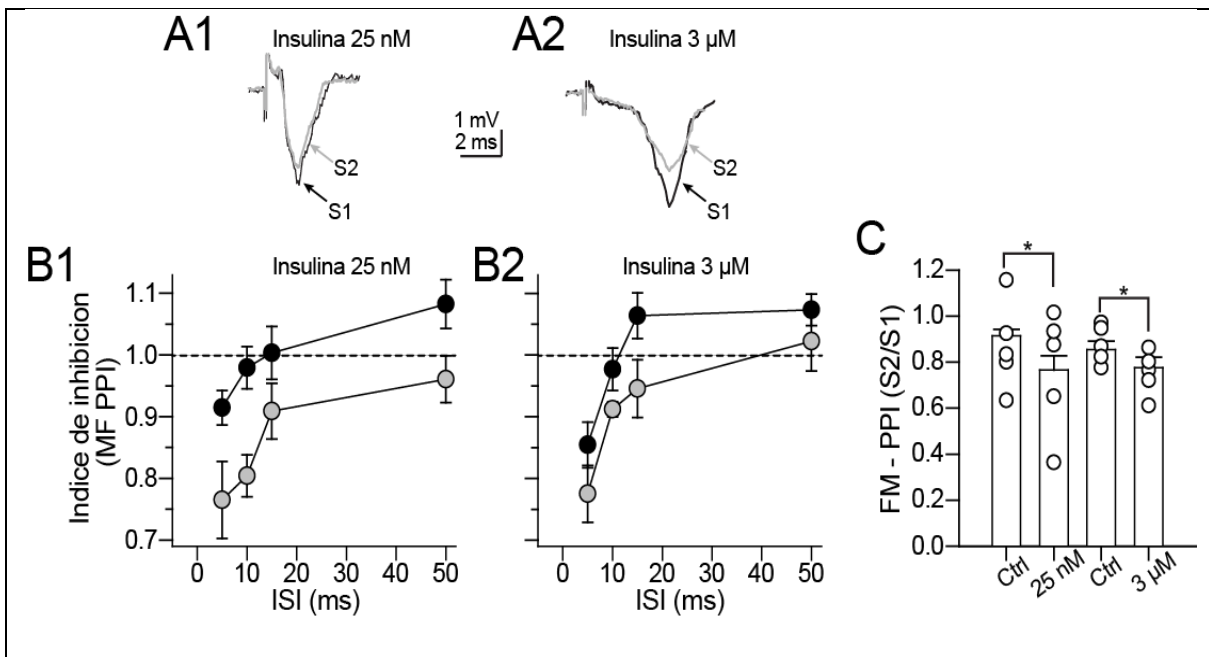 A1
Insulina 25 nM
A2
Insulina 3 µM
1 mV
2 ms
S2
S1
S2
S1
B1
Insulina 25 nM
Indice de inhibicion
(MF PPI)
1.1
1.0
0.9
0.8
0.7
0 10 20 30 40 50
ISI (ms)
B2
Insulina 3 µM
0 10 20 30 40 50
ISI (ms)
C
FM - PPI (S2/S1)
1.2
1.0
0.8
0.6
0.4
0.2
0.0
* *
Ctrl 25 nM Ctrl 3 µM